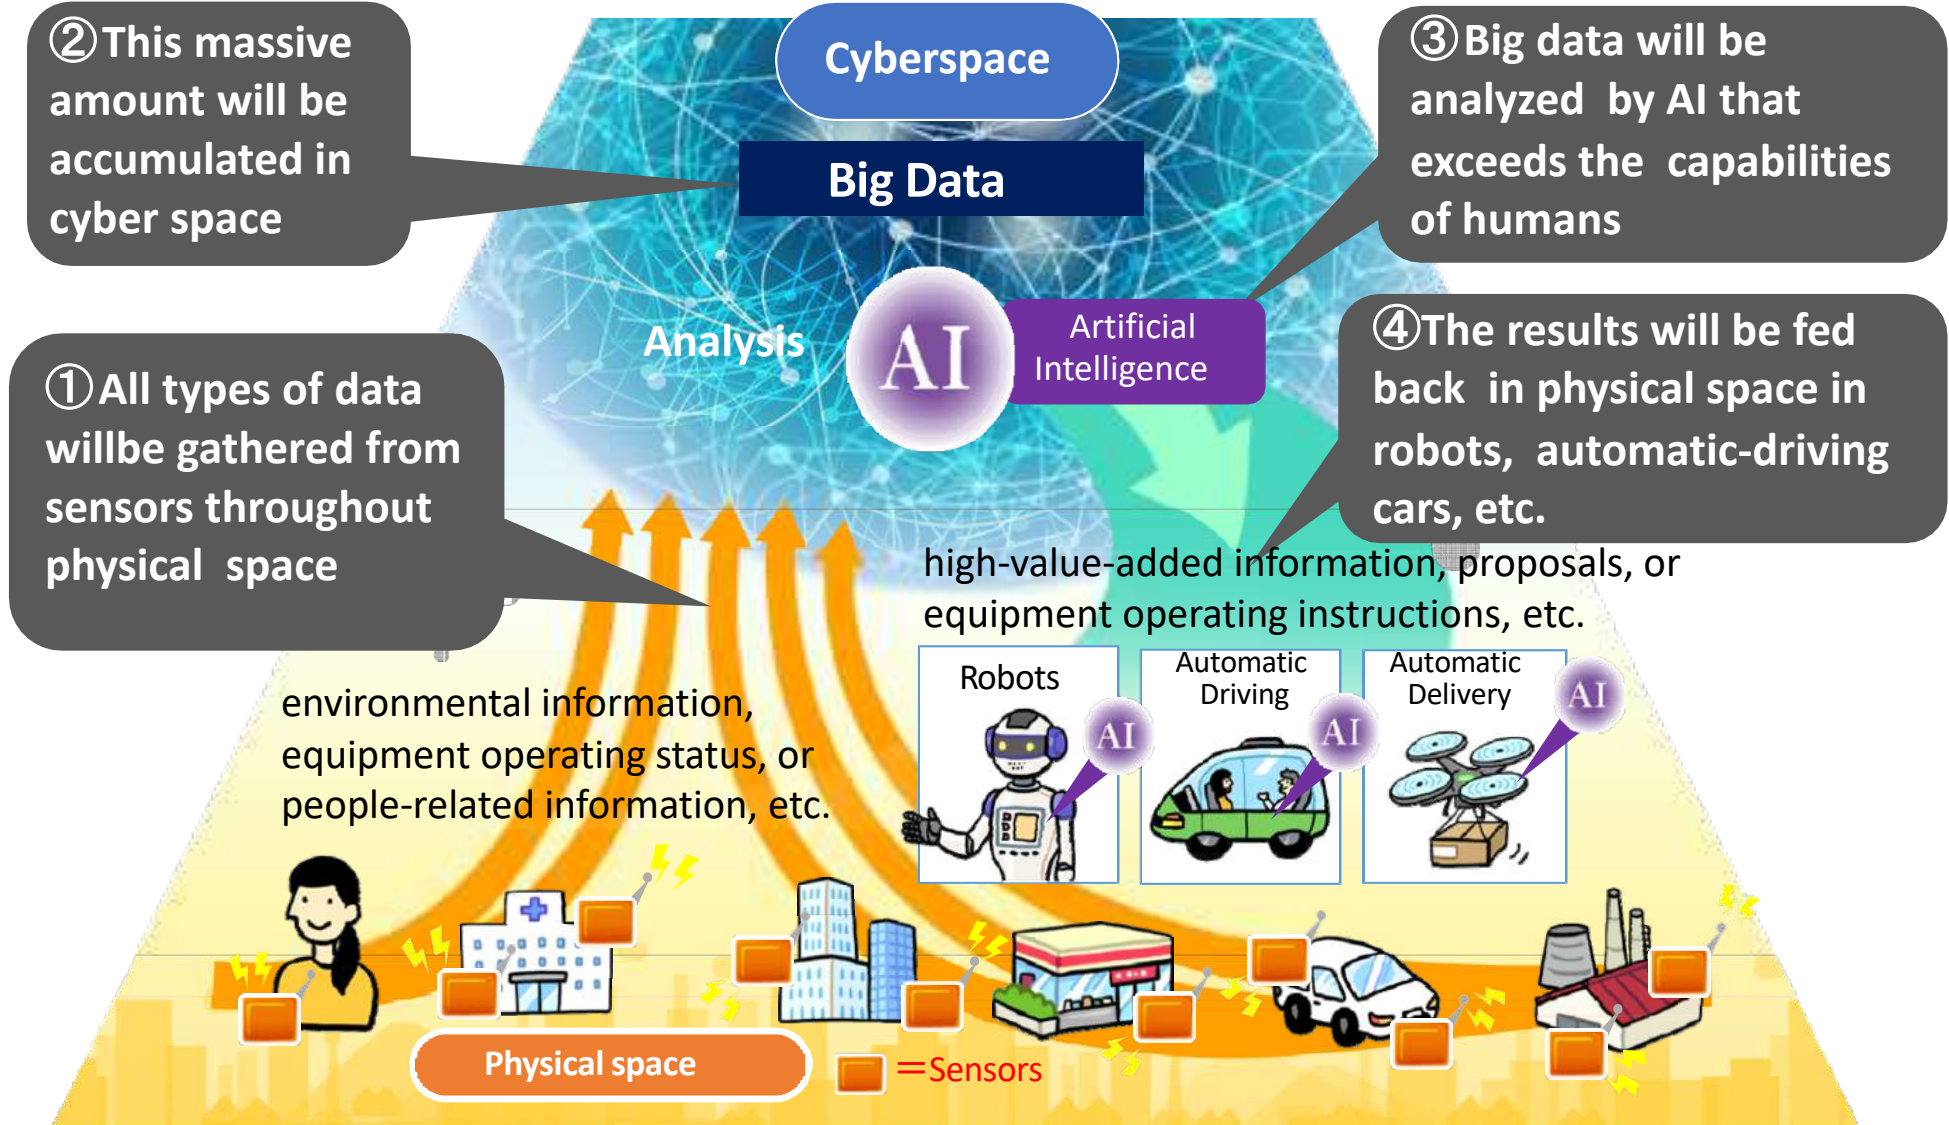 ②This massive
amount will be
accumulated in
cyber space
Cyberspace
Big Data
③Big data will be
analyzed  by AI that
exceeds the  capabilities
of humans
Analysis
AI
Artificial
Intelligence
①All types of data
willbe gathered from
sensors throughout
physical  space
④The results will be fed
back  in physical space in
robots,  automatic-driving
cars, etc.
high-value-added information, proposals, or
equipment operating instructions, etc.
environmental information,
equipment operating status, or
people-related information, etc.
Robots
AI
Automatic
Driving
AI
Automatic
Delivery
AI
Physical space
＝Sensors